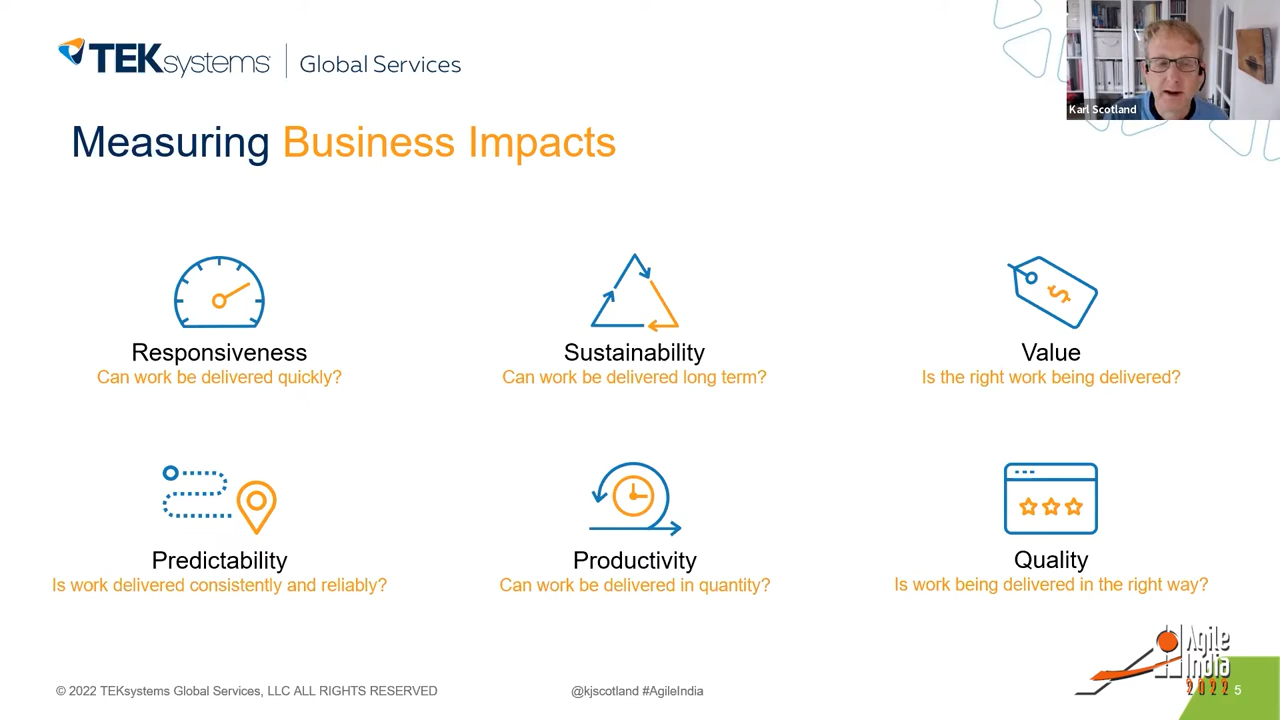 TEKsystems Global Services
Karl Scotland
Measuring Business Impacts
Responsiveness
Can work be delivered quickly?
Sustainability
Can work be delivered long term?
Value
Is the right work being delivered?
Predictability
Is work delivered consistently and reliably?
Productivity
Can work be delivered in quantity?
Quality
Is work being delivered in the right way?
© 2022 TEKsystems Global Services, LLC ALL RIGHTS RESERVED
@kjscotland #AgileIndia
Agile
India
2022
5